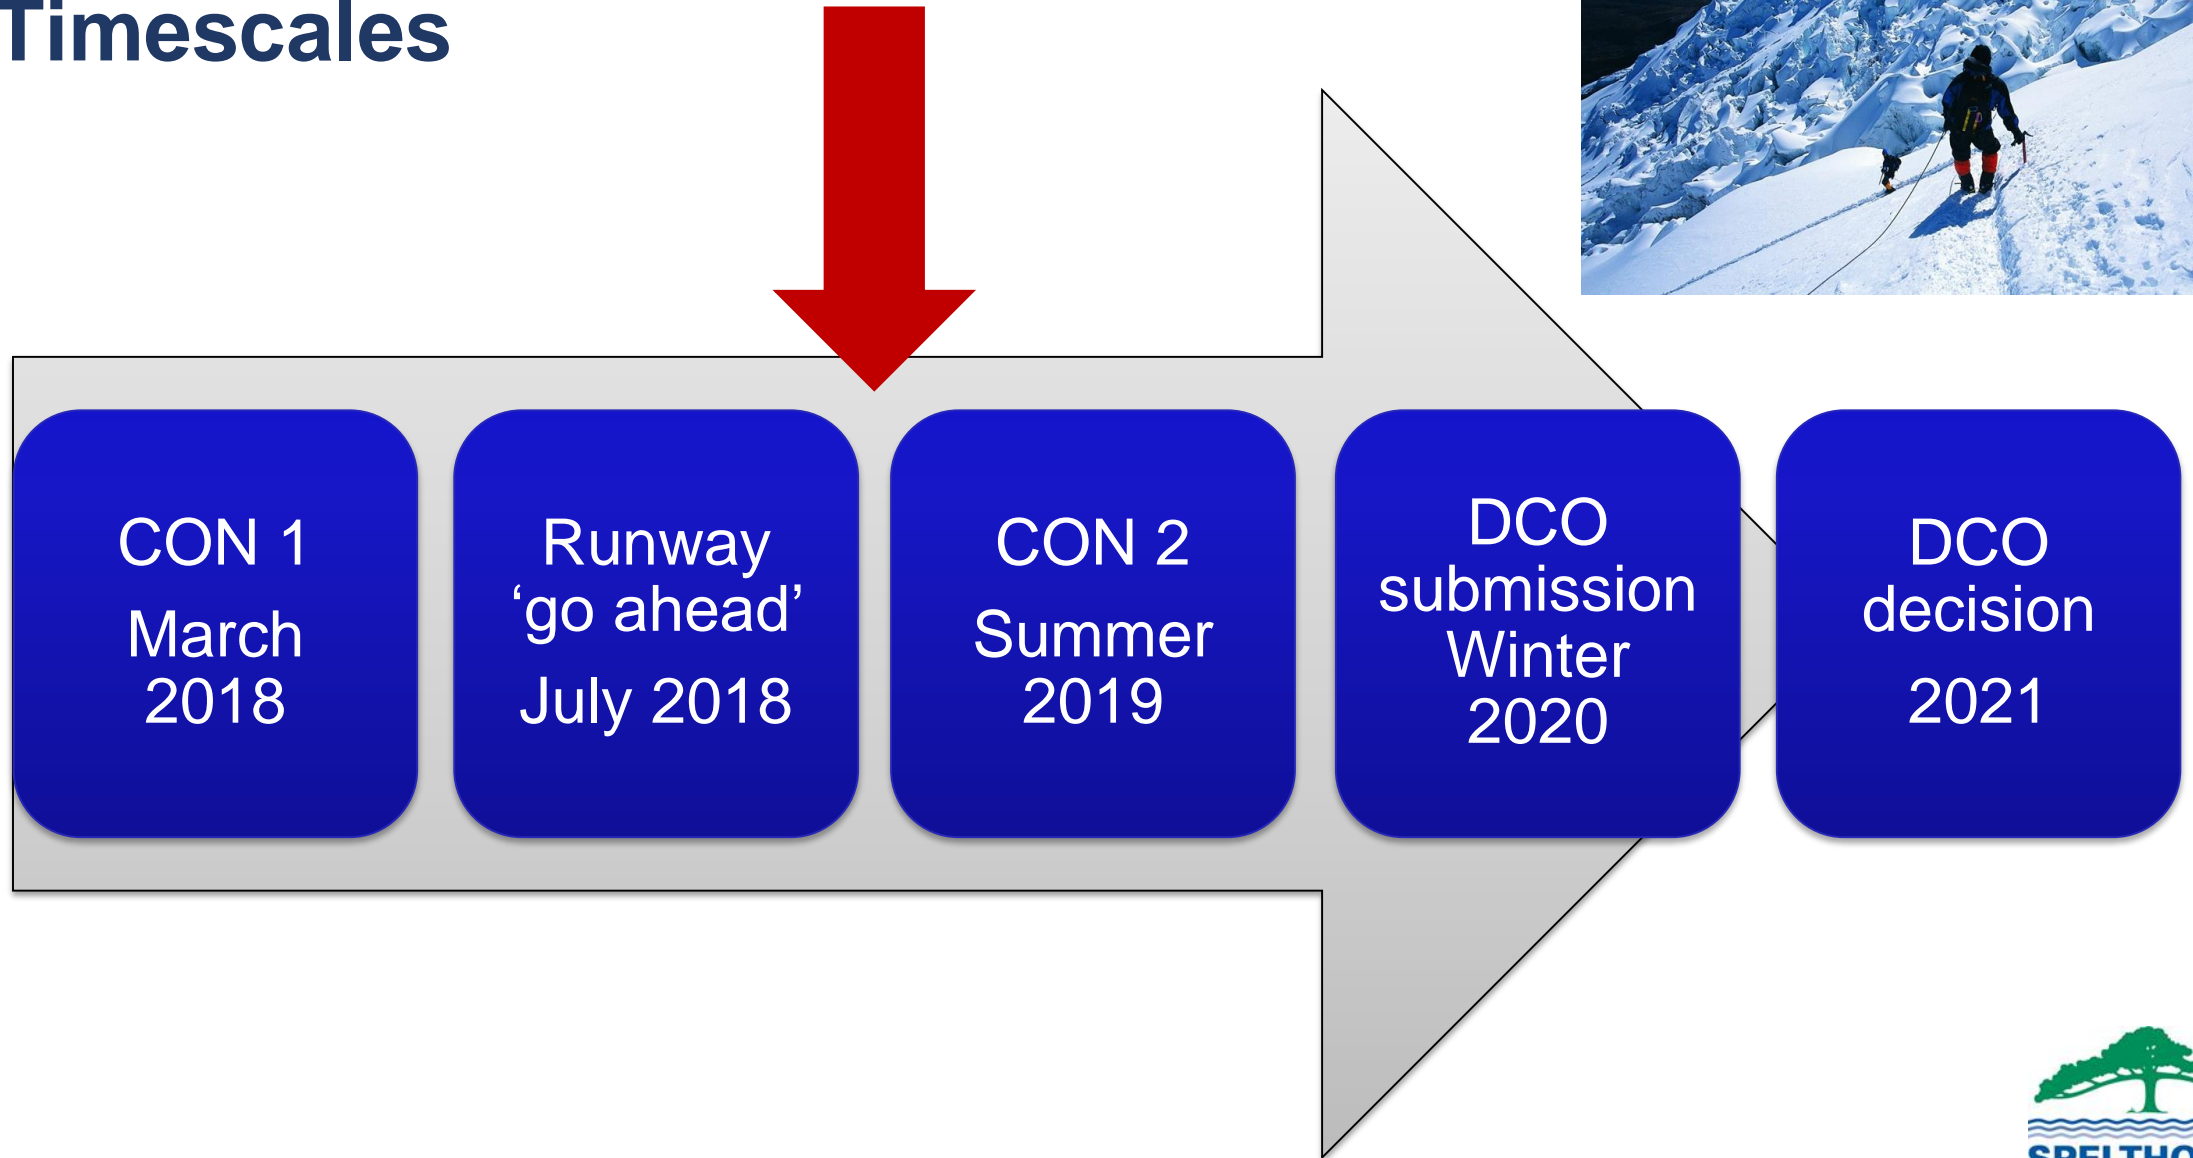 Timescales
CON 1
March
2018
Runway
‘go ahead’
July 2018
CON 2
Summer
2019
DCO
submission
Winter
2020
DCO
decision
2021